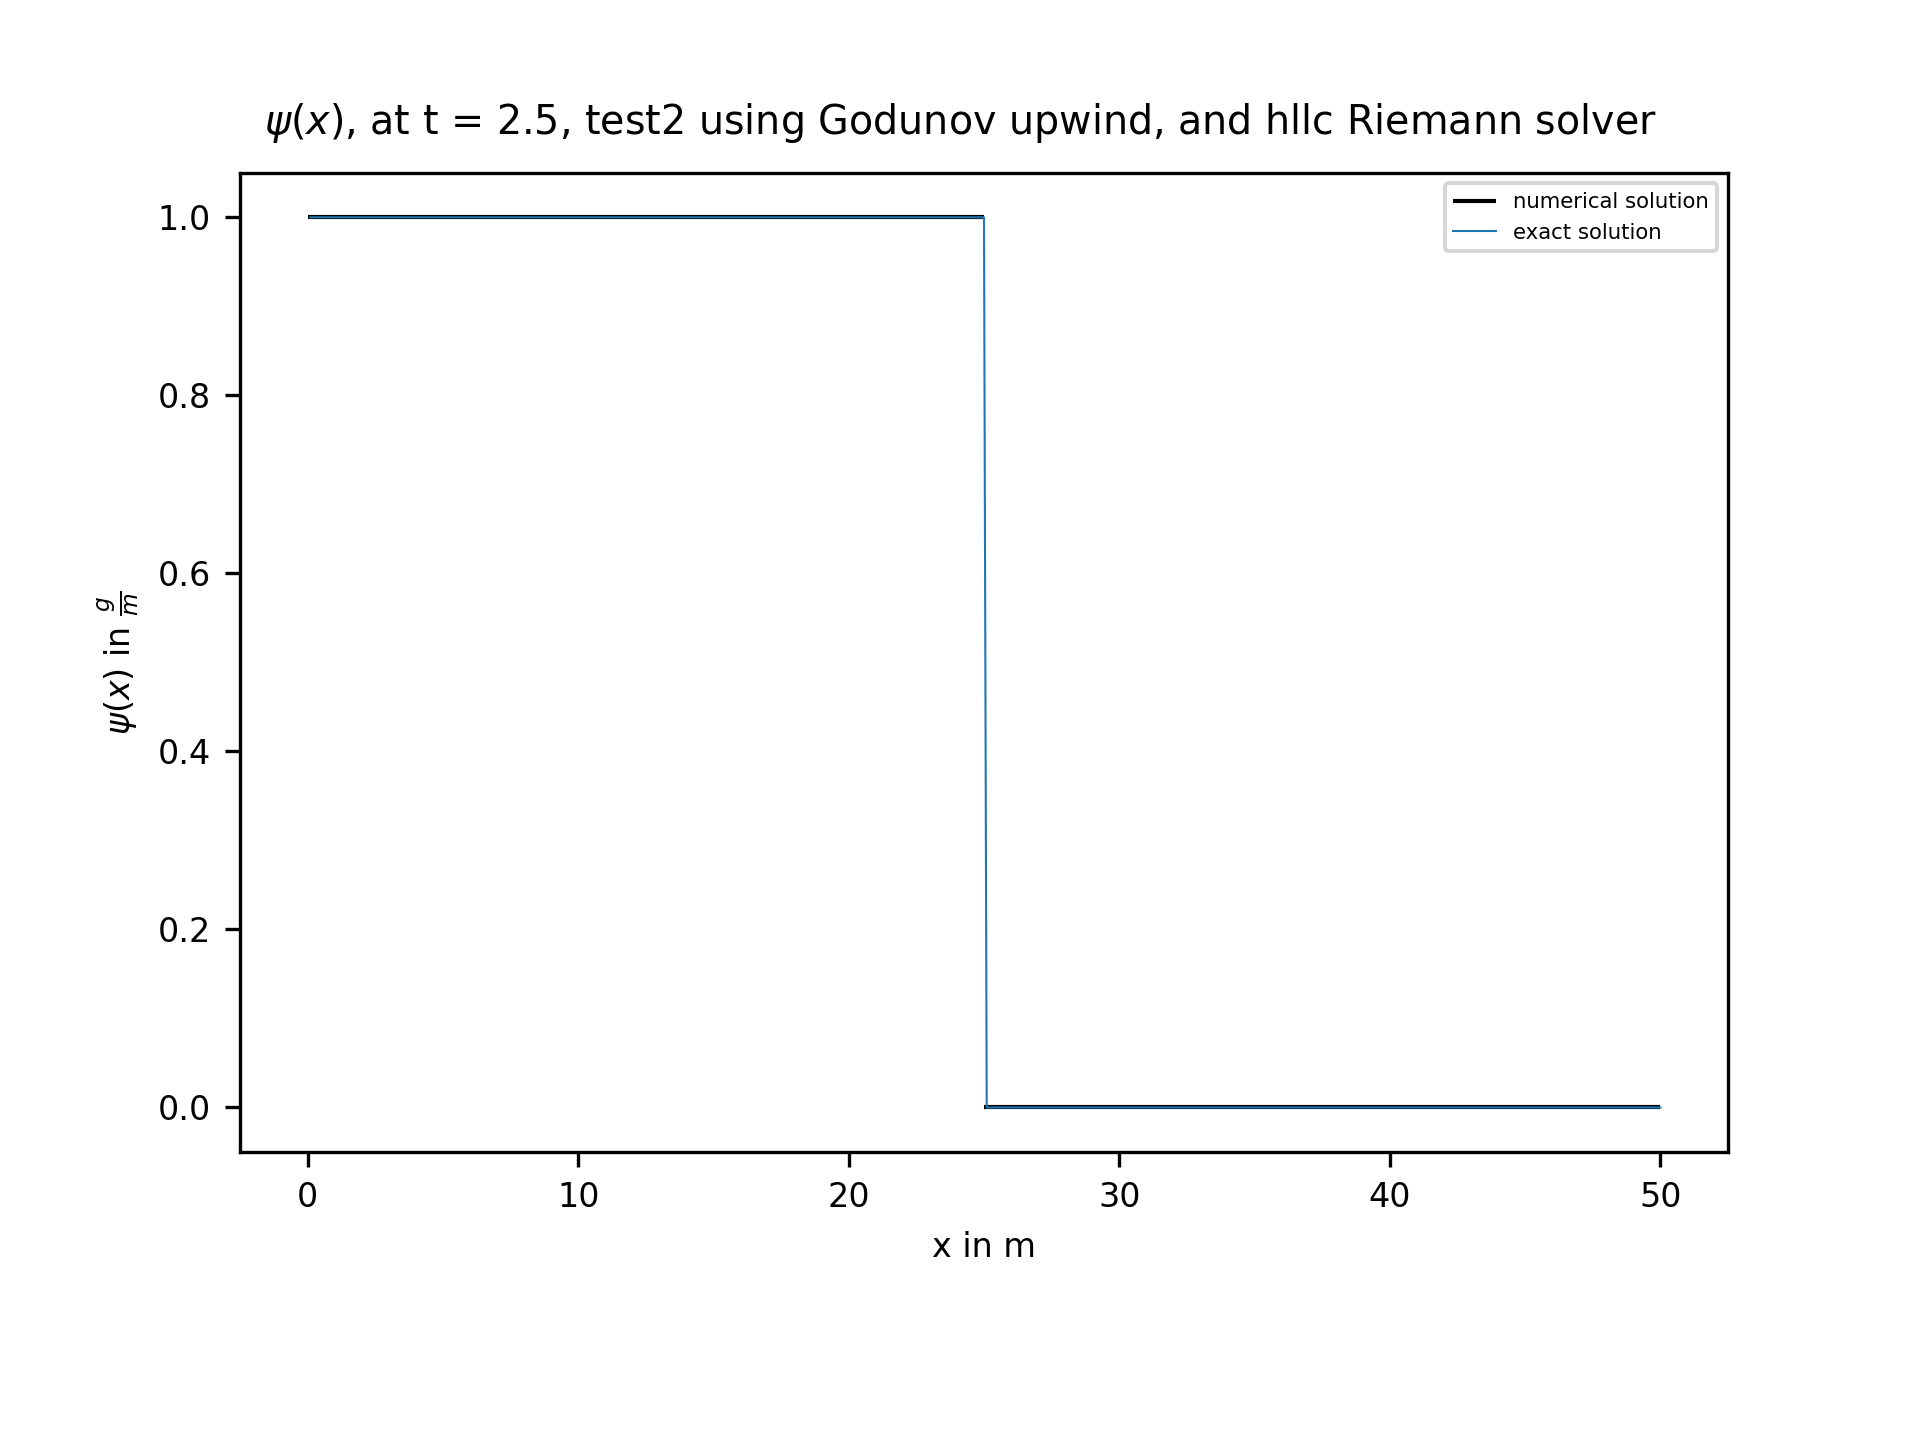 ψ(x), at t = 2.5, test2 using Godunov upwind, and hllc Riemann solver
numerical solution
exact solution
1.0
0.8
0.6
0.4
0.2
0.0
ψ(x) in g/m
0 10 20 30 40 50
x in m